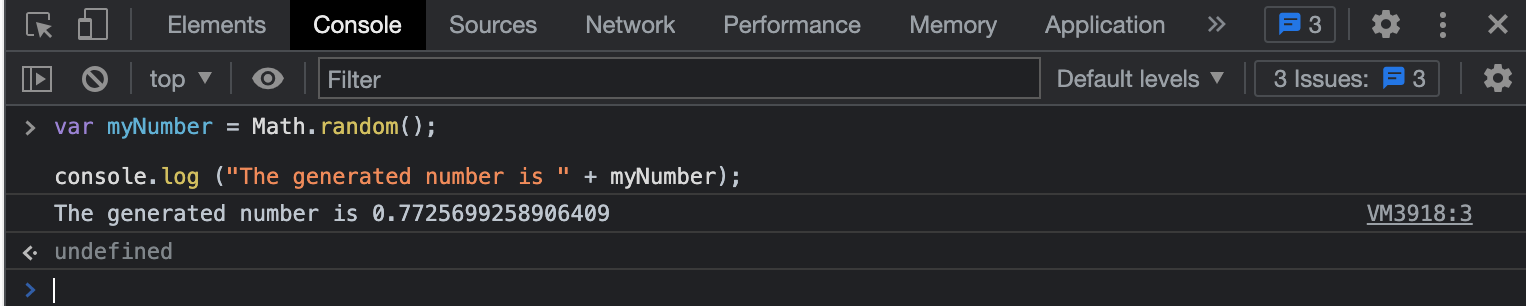 Elements Console Sources Network Performance Memory Application » 3
top ▼ Filter Default levels ▼ 3 Issues: 3
> var myNumber = Math.random();
console.log ("The generated number is " + myNumber);
The generated number is 0.7725699258906409 VM3918:3
undefined
>